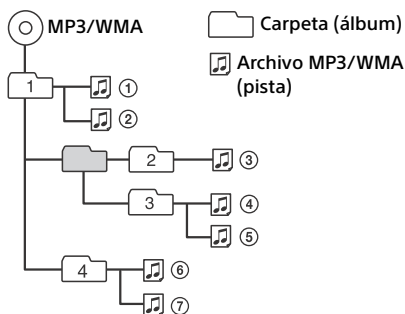 MP3/WMA
Carpeta (álbum)
Archivo MP3/WMA
(pista)
1
①
②
2
③
3
④
⑤
4
⑥
⑦